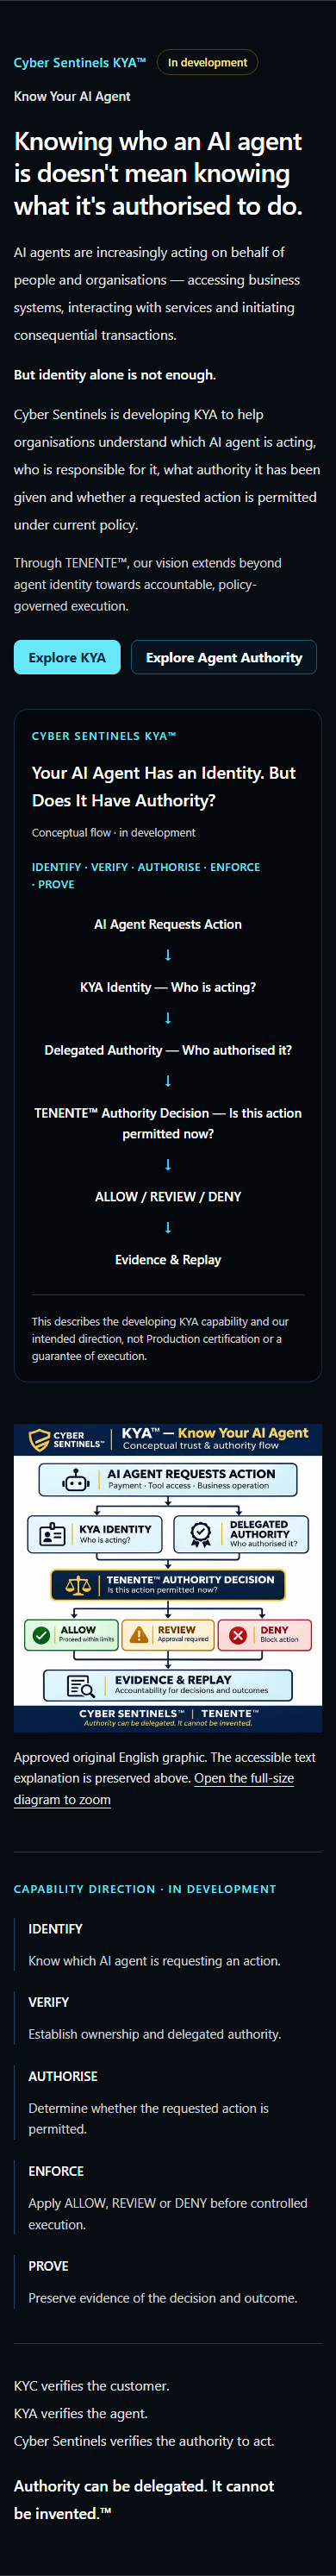 Cyber Sentinels KYA™ In development
Know Your AI Agent
Knowing who an AI agent
is doesn't mean knowing
what it's authorised to do.
AI agents are increasingly acting on behalf of
people and organisations — accessing business
systems, interacting with services and initiating
consequential transactions.
But identity alone is not enough.
Cyber Sentinels is developing KYA to help
organisations understand which AI agent is acting,
who is responsible for it, what authority it has been
given and whether a requested action is permitted
under current policy.
Through TENENTE™, our vision extends beyond
agent identity towards accountable, policy-
governed execution.
Explore KYA Explore Agent Authority
CYBER SENTINELS KYA™
Your AI Agent Has an Identity. But
Does It Have Authority?
Conceptual flow · in development
IDENTIFY · VERIFY · AUTHORISE · ENFORCE
· PROVE
AI Agent Requests Action
↓
KYA Identity — Who is acting?
↓
Delegated Authority — Who authorised it?
↓
TENENTE™ Authority Decision — Is this action
permitted now?
↓
ALLOW / REVIEW / DENY
↓
Evidence & Replay
This describes the developing KYA capability and our
intended direction, not Production certification or a
guarantee of execution.
CYBER SENTINELS™ KYA™ — Know Your AI Agent
Conceptual trust & authority flow
AI AGENT REQUESTS ACTION
Payment · Tool access · Business operation
KYA IDENTITY
Who is acting?
DELEGATED AUTHORITY
Who authorised it?
TENENTE™ AUTHORITY DECISION
Is this action permitted now?
ALLOW
Proceed within limits
REVIEW
Approval required
DENY
Block action
EVIDENCE & REPLAY
Accountability for decisions and outcomes
CYBER SENTINELS™ | TENENTE™
Authority can be delegated. It cannot be invented.
Approved original English graphic. The accessible text
explanation is preserved above. Open the full-size
diagram to zoom
CAPABILITY DIRECTION · IN DEVELOPMENT
IDENTIFY
Know which AI agent is requesting an action.
VERIFY
Establish ownership and delegated authority.
AUTHORISE
Determine whether the requested action is
permitted.
ENFORCE
Apply ALLOW, REVIEW or DENY before controlled
execution.
PROVE
Preserve evidence of the decision and outcome.
KYC verifies the customer.
KYA verifies the agent.
Cyber Sentinels verifies the authority to act.
Authority can be delegated. It cannot
be invented.™